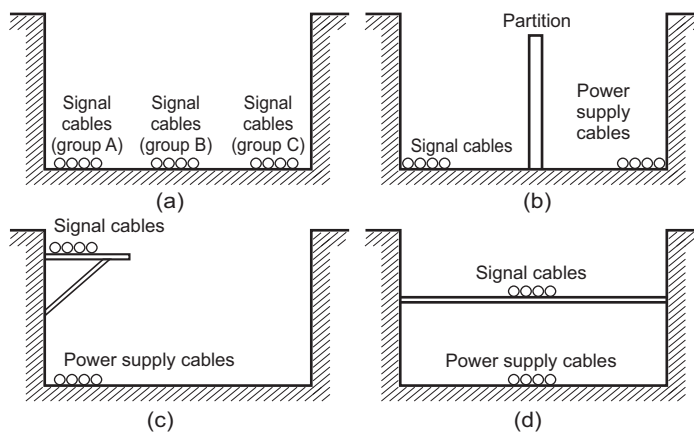 Signal
cables
(group A)
Signal
cables
(group B)
Signal
cables
(group C)
(a)
Partition
Signal cables
Power
supply
cables
(b)
Signal cables
Power supply cables
(c)
Signal cables
Power supply cables
(d)